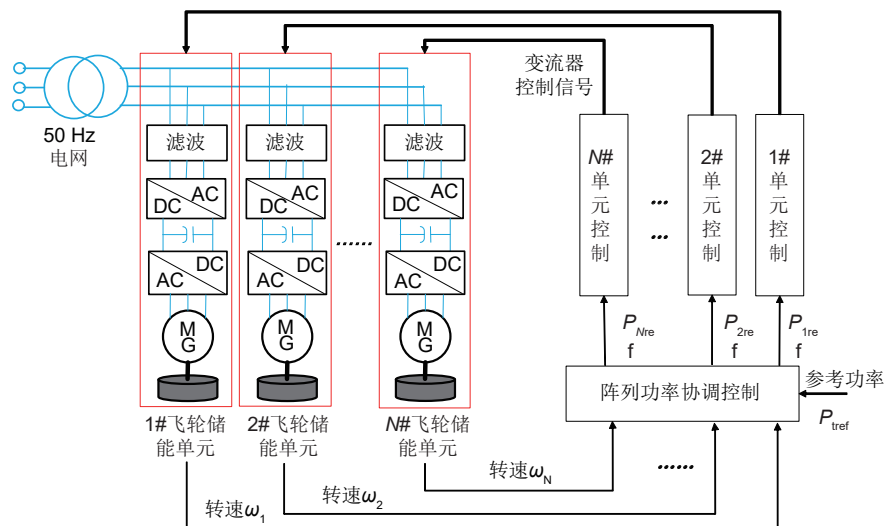 变流器
控制信号
50 Hz
电网
滤波
滤波
滤波
N#
单
元
控
制
2#
单
元
控
制
1#
单
元
控
制
AC
DC
AC
DC
AC
DC
......
...
...
DC
AC
DC
AC
DC
AC
M
G
M
G
M
G
PNre
f
P2re
f
P1re
f
阵列功率协调控制
参考功率
Ptref
1#飞轮储
能单元
2#飞轮储
能单元
N#飞轮储
能单元
转速ωN
......
转速ω2
转速ω1